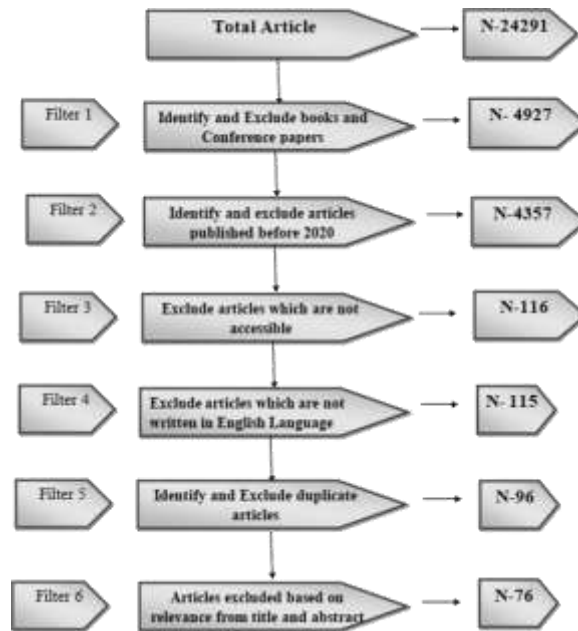 Total Article
N-24291
Filter 1
Identify and Exclude books and
Conference papers
N- 4927
Filter 2
Identify and exclude articles
published before 2020
N-4357
Filter 3
Exclude articles which are not
accessible
N-116
Filter 4
Exclude articles which are not
written in English Language
N- 115
Filter 5
Identify and Exclude duplicate
articles
N-96
Filter 6
Articles excluded based on
relevance from title and abstract
N-76